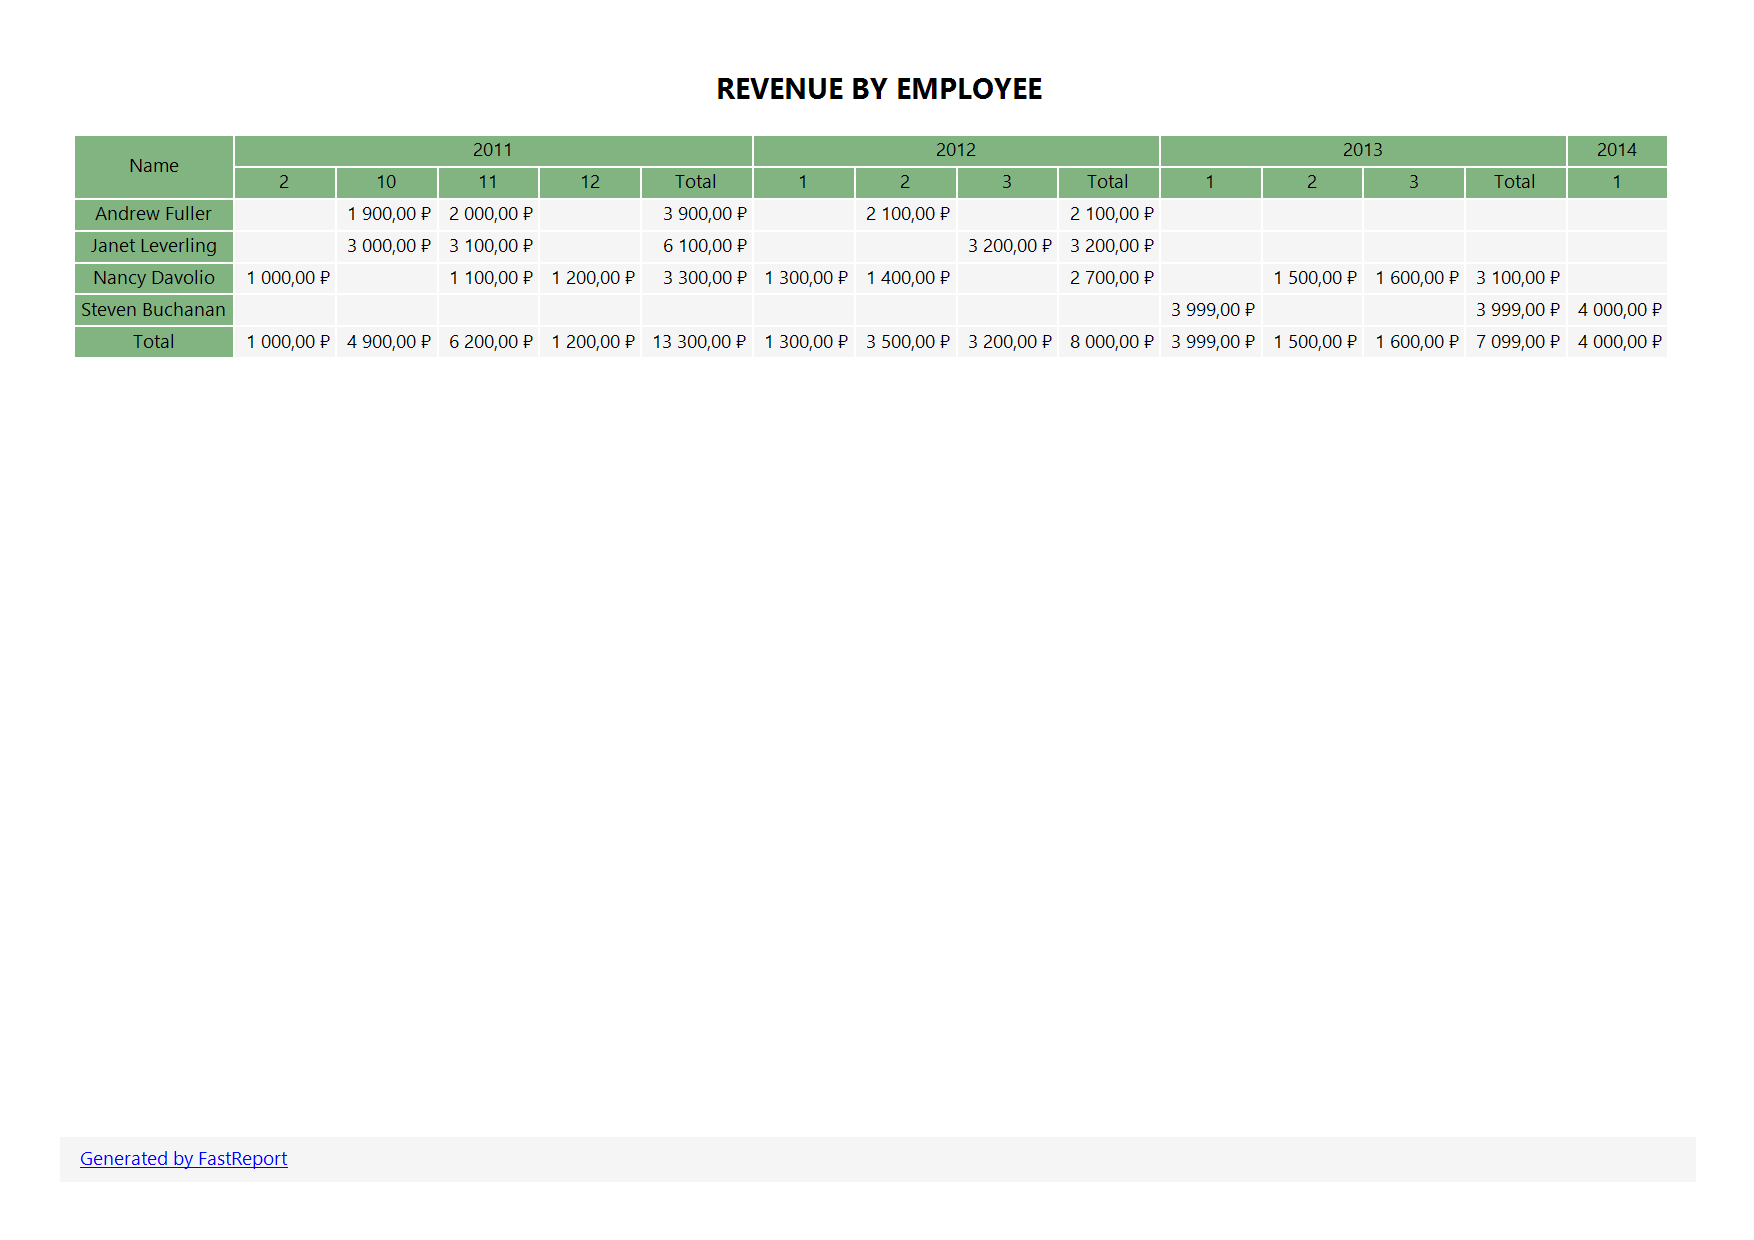 REVENUE BY EMPLOYEE
Name 2011 2012 2013 2014
2 10 11 12 Total 1 2 3 Total 1 2 3 Total 1
Andrew Fuller 1 900,00 ₽ 2 000,00 ₽ 3 900,00 ₽ 2 100,00 ₽ 2 100,00 ₽
Janet Leverling 3 000,00 ₽ 3 100,00 ₽ 6 100,00 ₽ 3 200,00 ₽ 3 200,00 ₽
Nancy Davolio 1 000,00 ₽ 1 100,00 ₽ 1 200,00 ₽ 3 300,00 ₽ 1 300,00 ₽ 1 400,00 ₽ 2 700,00 ₽ 1 500,00 ₽ 1 600,00 ₽ 3 100,00 ₽
Steven Buchanan 3 999,00 ₽ 3 999,00 ₽ 4 000,00 ₽
Total 1 000,00 ₽ 4 900,00 ₽ 6 200,00 ₽ 1 200,00 ₽ 13 300,00 ₽ 1 300,00 ₽ 3 500,00 ₽ 3 200,00 ₽ 8 000,00 ₽ 3 999,00 ₽ 1 500,00 ₽ 1 600,00 ₽ 7 099,00 ₽ 4 000,00 ₽
Generated by FastReport